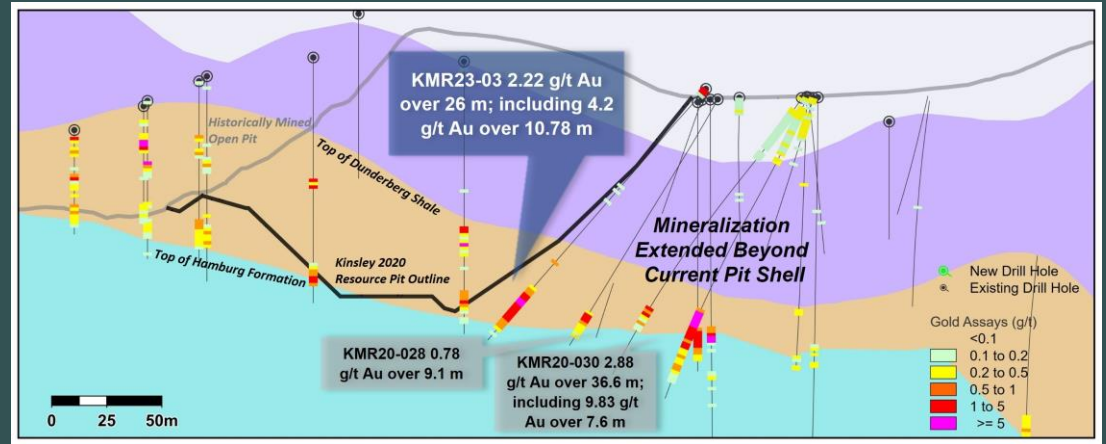 KMR23-03 2.22 g/t Au
over 26 m; including 4.2
g/t Au over 10.78 m
Historically Mined
Open Pit
Top of Dunderberg Shale
Mineralization
Extended Beyond
Current Pit Shell
Top of Hamburg Formation
Kinsley 2020
Resource Pit Outline
KMR20-028 0.78
g/t Au over 9.1 m
KMR20-030 2.88
g/t Au over 36.6 m;
including 9.83 g/t
Au over 7.6 m
New Drill Hole
Existing Drill Hole
Gold Assays (g/t)
<0.1
0.1 to 0.2
0.2 to 0.5
0.5 to 1
1 to 5
>= 5
0 25 50m